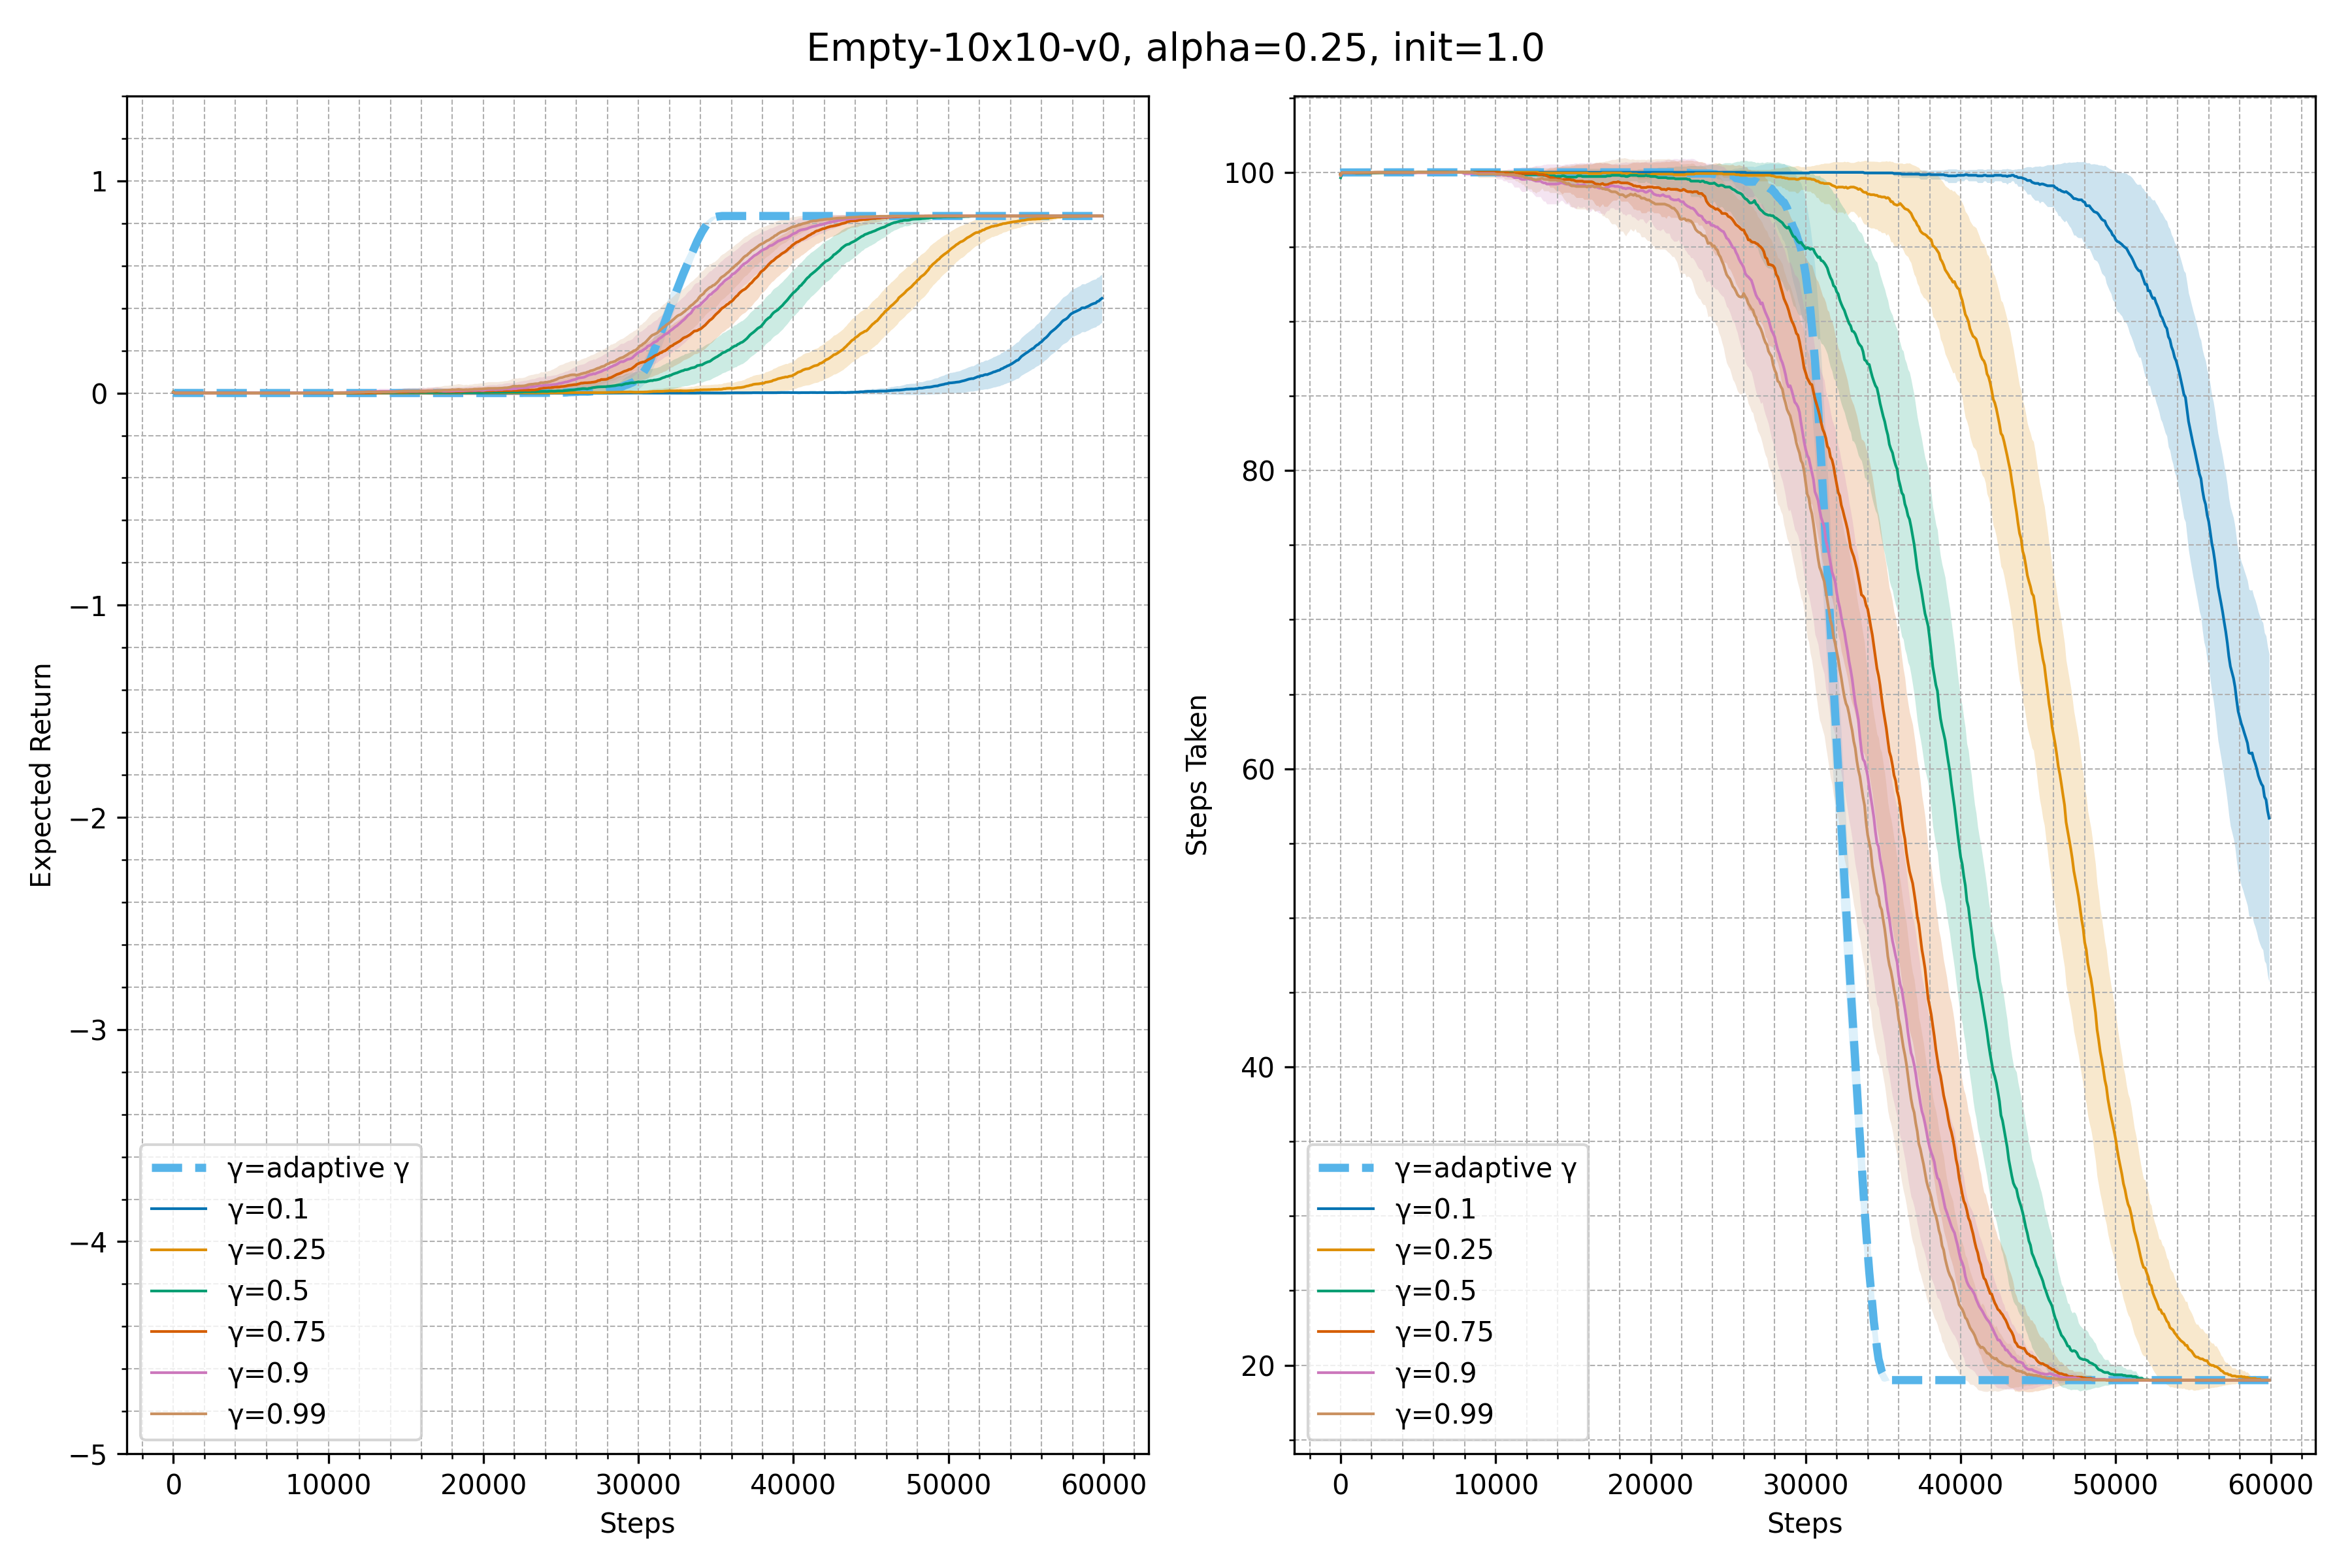 Empty-10x10-v0, alpha=0.25, init=1.0
Expected Return
1
0
−1
−2
−3
−4
−5
γ=adaptive γ
γ=0.1
γ=0.25
γ=0.5
γ=0.75
γ=0.9
γ=0.99
0 10000 20000 30000 40000 50000 60000
Steps
Steps Taken
100
80
60
40
20
γ=adaptive γ
γ=0.1
γ=0.25
γ=0.5
γ=0.75
γ=0.9
γ=0.99
0 10000 20000 30000 40000 50000 60000
Steps